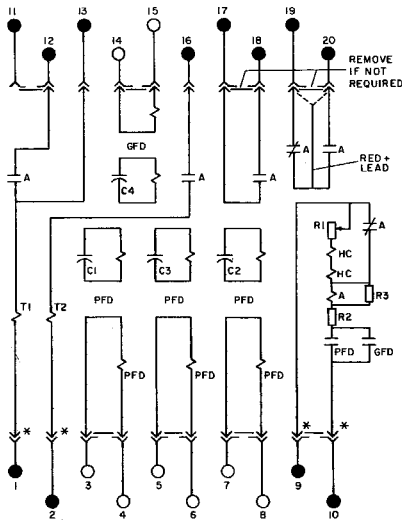 11 13 15 17 19
12 14 16 18 20
REMOVE
IF NOT
REQUIRED
GFD
A
C4
A
A
A
A
RED+
LEAD
R1
A
HC
HC
A
R3
R2
PFD
GFD
C1
C3
C2
PFD
PFD
PFD
T1
T2
PFD
PFD
PFD
*
*
*
*
1 3 5 7 9
2 4 6 8 10